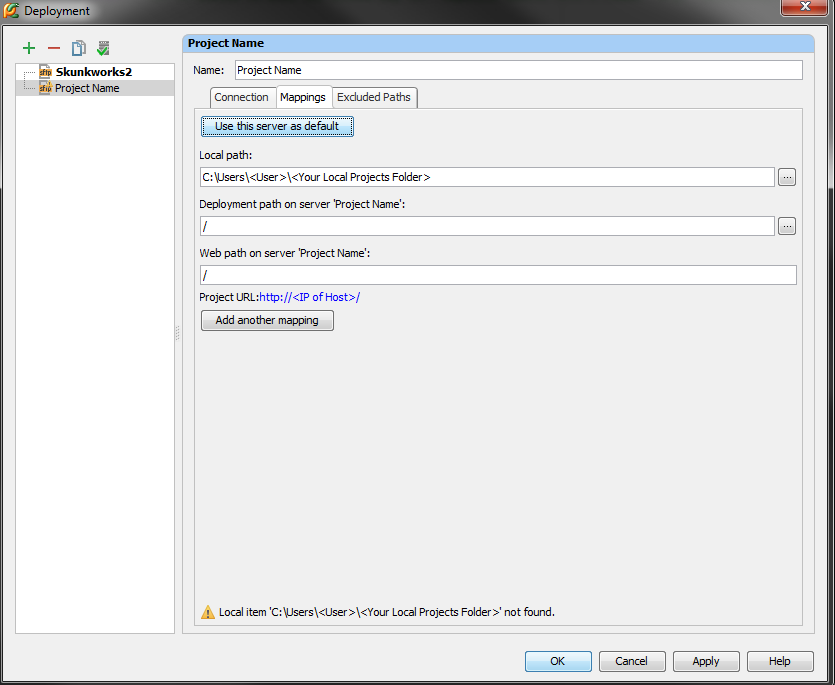 Deployment
Skunkworks2
Project Name
Project Name
Name: Project Name
Connection Mappings Excluded Paths
Use this server as default
Local path:
C:\Users\<User>\<Your Local Projects Folder>
...
Deployment path on server 'Project Name':
/
...
Web path on server 'Project Name':
/
Project URL:http://<IP of Host>/
Add another mapping
Local item 'C:\Users\<User>\<Your Local Projects Folder>' not found.
OK Cancel Apply Help